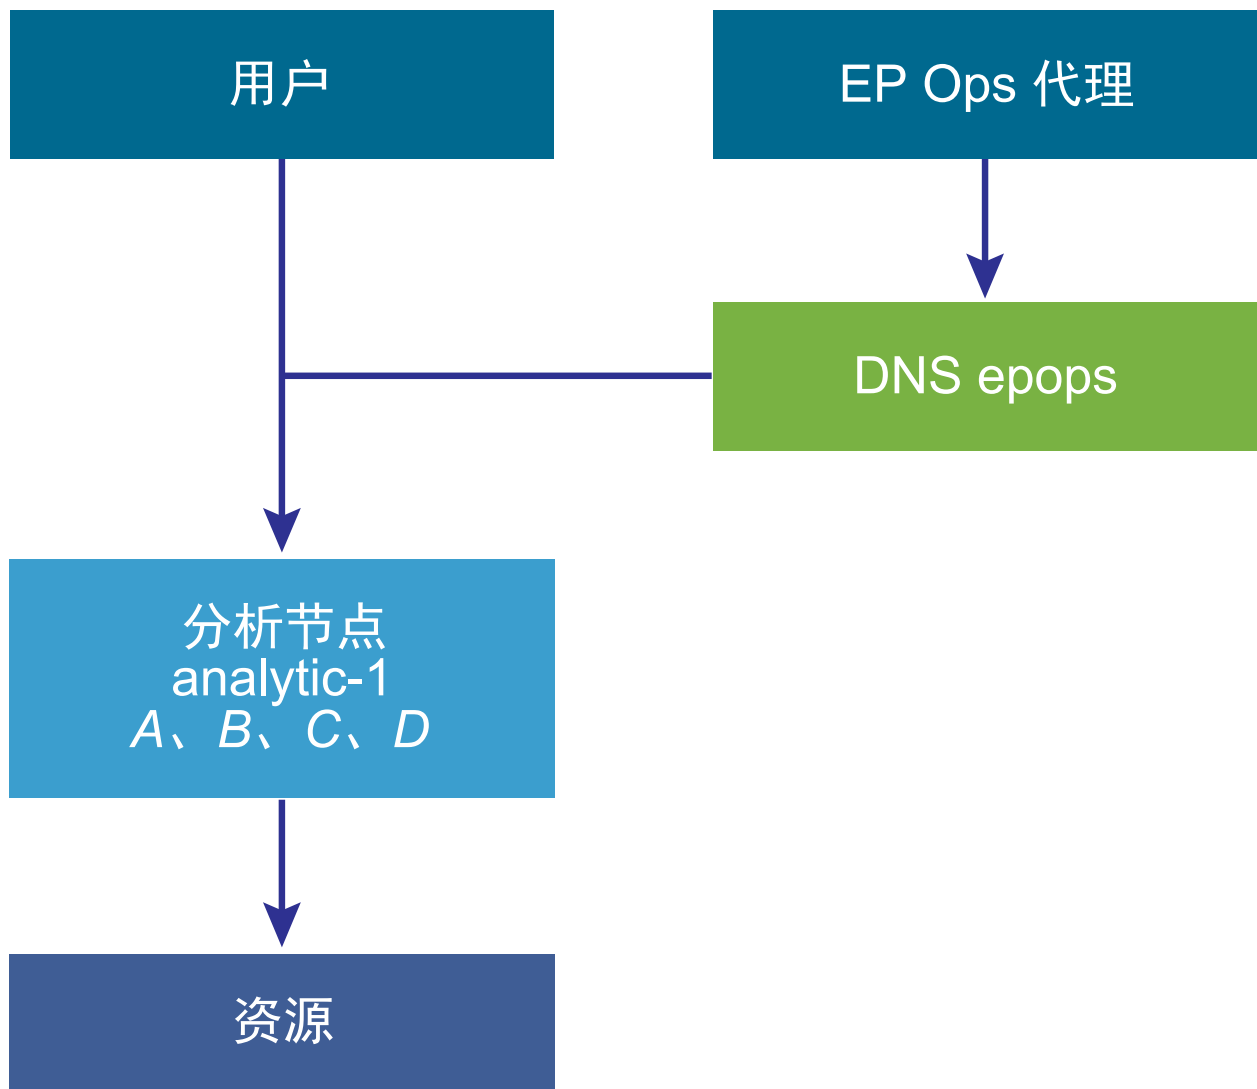 用户
EP Ops 代理
DNS epops
分析节点
analytic-1
A、B、C、D
资源